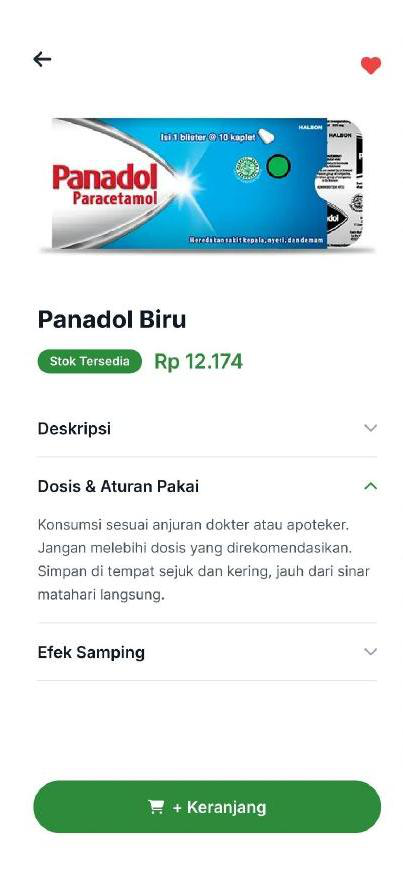 Isi 1 blister @ 10 kaplet
HALEON
HALEON
Panadol
Paracetamol
Meredakan sakit kepala, nyeri, dan demam
Panadol Biru
Stok Tersedia
Rp 12.174
Deskripsi
Dosis & Aturan Pakai
Konsumsi sesuai anjuran dokter atau apoteker.
Jangan melebihi dosis yang direkomendasikan.
Simpan di tempat sejuk dan kering, jauh dari sinar
matahari langsung.
Efek Samping
+ Keranjang